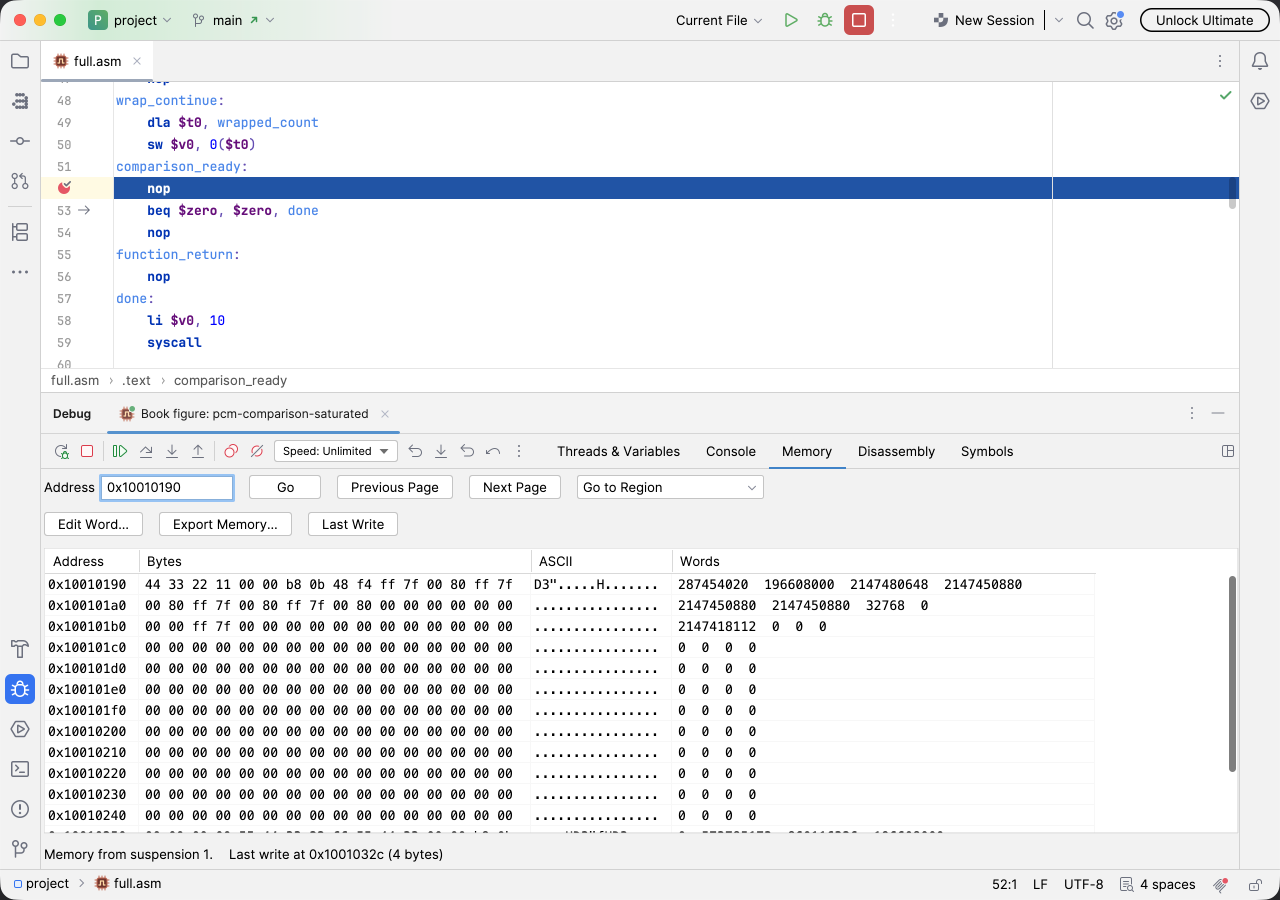 P project main Current File New Session Unlock Ultimate
full.asm
48 wrap_continue:
49 dla $t0, wrapped_count
50 sw $v0, 0($t0)
51 comparison_ready:
nop
53 beq $zero, $zero, done
54 nop
55 function_return:
56 nop
57 done:
58 li $v0, 10
59 syscall
60
full.asm › .text › comparison_ready
Debug Book figure: pcm-comparison-saturated
Speed: Unlimited Threads & Variables Console Memory Disassembly Symbols
Address 0x10010190 Go Previous Page Next Page Go to Region
Edit Word... Export Memory... Last Write
Address Bytes ASCII Words
0x10010190 44 33 22 11 00 00 b8 0b 48 f4 ff 7f 00 80 ff 7f D3".....H....... 287454020 196608000 2147480648 2147450880
0x100101a0 00 80 ff 7f 00 80 ff 7f 00 80 00 00 00 00 00 00 ................ 2147450880 2147450880 32768 0
0x100101b0 00 00 ff 7f 00 00 00 00 00 00 00 00 00 00 00 00 ................ 2147418112 0 0 0
0x100101c0 00 00 00 00 00 00 00 00 00 00 00 00 00 00 00 00 ................ 0 0 0 0
0x100101d0 00 00 00 00 00 00 00 00 00 00 00 00 00 00 00 00 ................ 0 0 0 0
0x100101e0 00 00 00 00 00 00 00 00 00 00 00 00 00 00 00 00 ................ 0 0 0 0
0x100101f0 00 00 00 00 00 00 00 00 00 00 00 00 00 00 00 00 ................ 0 0 0 0
0x10010200 00 00 00 00 00 00 00 00 00 00 00 00 00 00 00 00 ................ 0 0 0 0
0x10010210 00 00 00 00 00 00 00 00 00 00 00 00 00 00 00 00 ................ 0 0 0 0
0x10010220 00 00 00 00 00 00 00 00 00 00 00 00 00 00 00 00 ................ 0 0 0 0
0x10010230 00 00 00 00 00 00 00 00 00 00 00 00 00 00 00 00 ................ 0 0 0 0
0x10010240 00 00 00 00 00 00 00 00 00 00 00 00 00 00 00 00 ................ 0 0 0 0
Memory from suspension 1. Last write at 0x1001032c (4 bytes)
project › full.asm 52:1 LF UTF-8 4 spaces